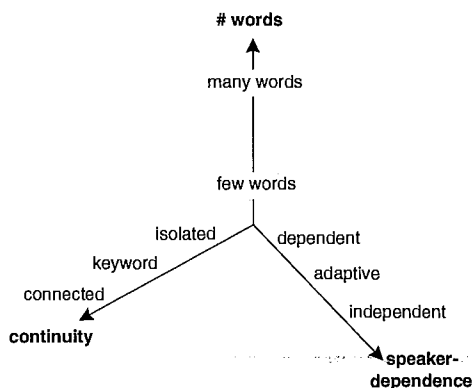 # words
many words
few words
isolated
dependent
keyword
adaptive
connected
independent
continuity
speaker-
dependence